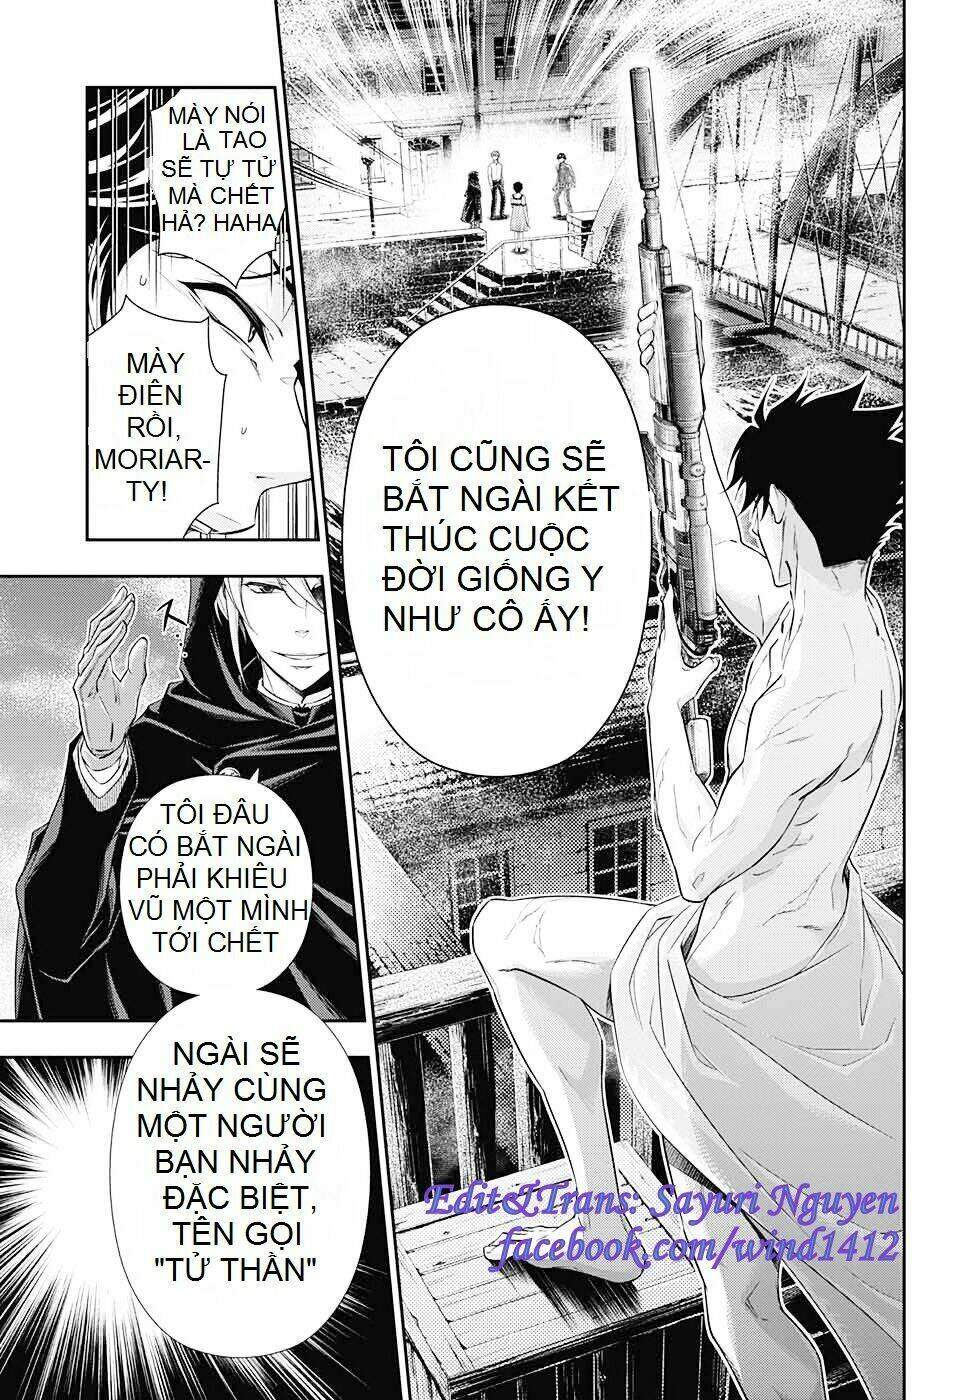 TÔI CŨNG SẼ
BẮT NGÀI KẾT
THÚC CUỘC
ĐỜI GIỐNG Y
NHƯ CÔ ẤY!
MÀY NÓI
LÀ TAO
SẼ TỰ TỬ
MÀ CHẾT
HẢ? HAHA
MÀY
ĐIÊN
RỒI,
MORIAR-
TY!
TÔI ĐÂU
CÓ BẮT NGÀI
PHẢI KHIÊU
VŨ MỘT MÌNH
TỚI CHẾT
NGÀI SẼ
NHẢY CÙNG
MỘT NGƯỜI
BẠN NHẢY
ĐẶC BIỆT,
TÊN GỌI
"TỬ THẦN"
Edit&Trans: Sayuri Nguyen
facebook.com/wind1412